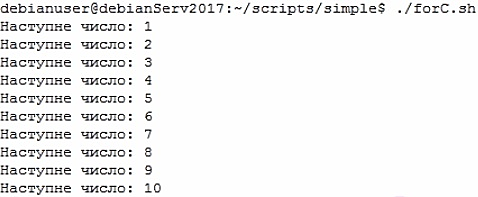 debianuser@debianServ2017:~/scripts/simple$ ./forC.sh
Наступне число: 1
Наступне число: 2
Наступне число: 3
Наступне число: 4
Наступне число: 5
Наступне число: 6
Наступне число: 7
Наступне число: 8
Наступне число: 9
Наступне число: 10